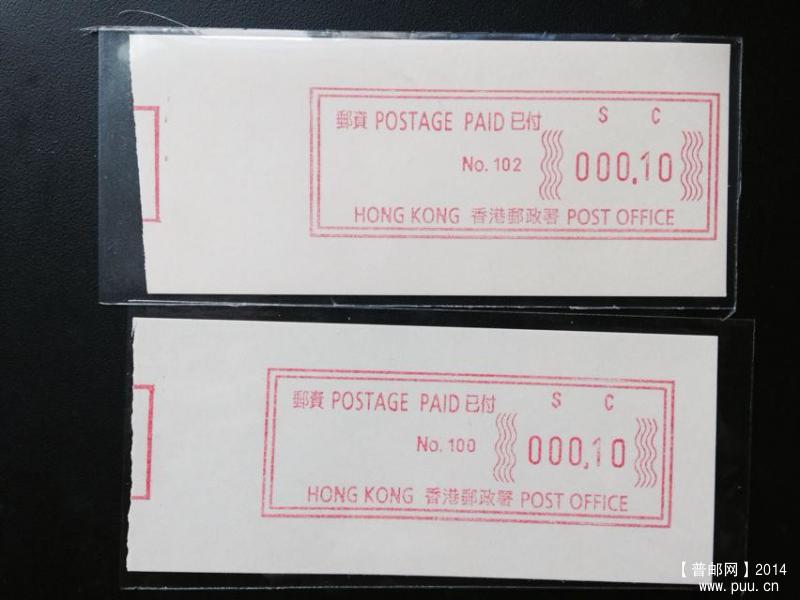 S C
郵資 POSTAGE PAID 已付
No. 102 000.10
HONG KONG 香港郵政署 POST OFFICE
S C
郵資 POSTAGE PAID 已付
No. 100 000.10
HONG KONG 香港郵政署 POST OFFICE
【普邮网】2014
www.puu.cn